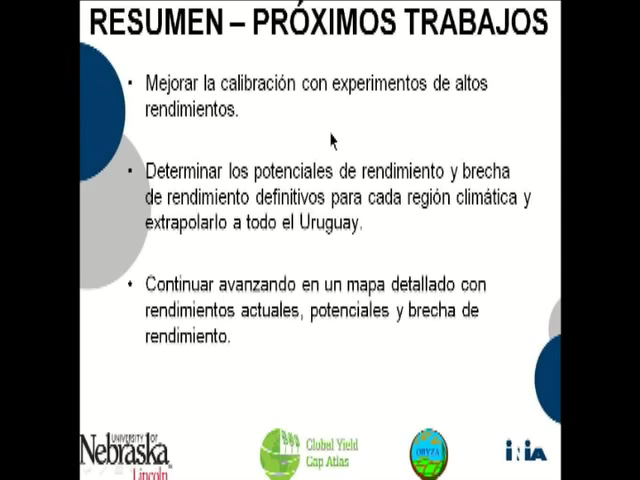 RESUMEN – PRÓXIMOS TRABAJOS
• Mejorar la calibración con experimentos de altos
rendimientos.
• Determinar los potenciales de rendimiento y brecha
de rendimiento definitivos para cada región climática y
extrapolarlo a todo el Uruguay.
• Continuar avanzando en un mapa detallado con
rendimientos actuales, potenciales y brecha de
rendimiento.
UNIVERSITY OF
Nebraska
Lincoln
Global Yield
Gap Atlas
ORYZA
iNiA